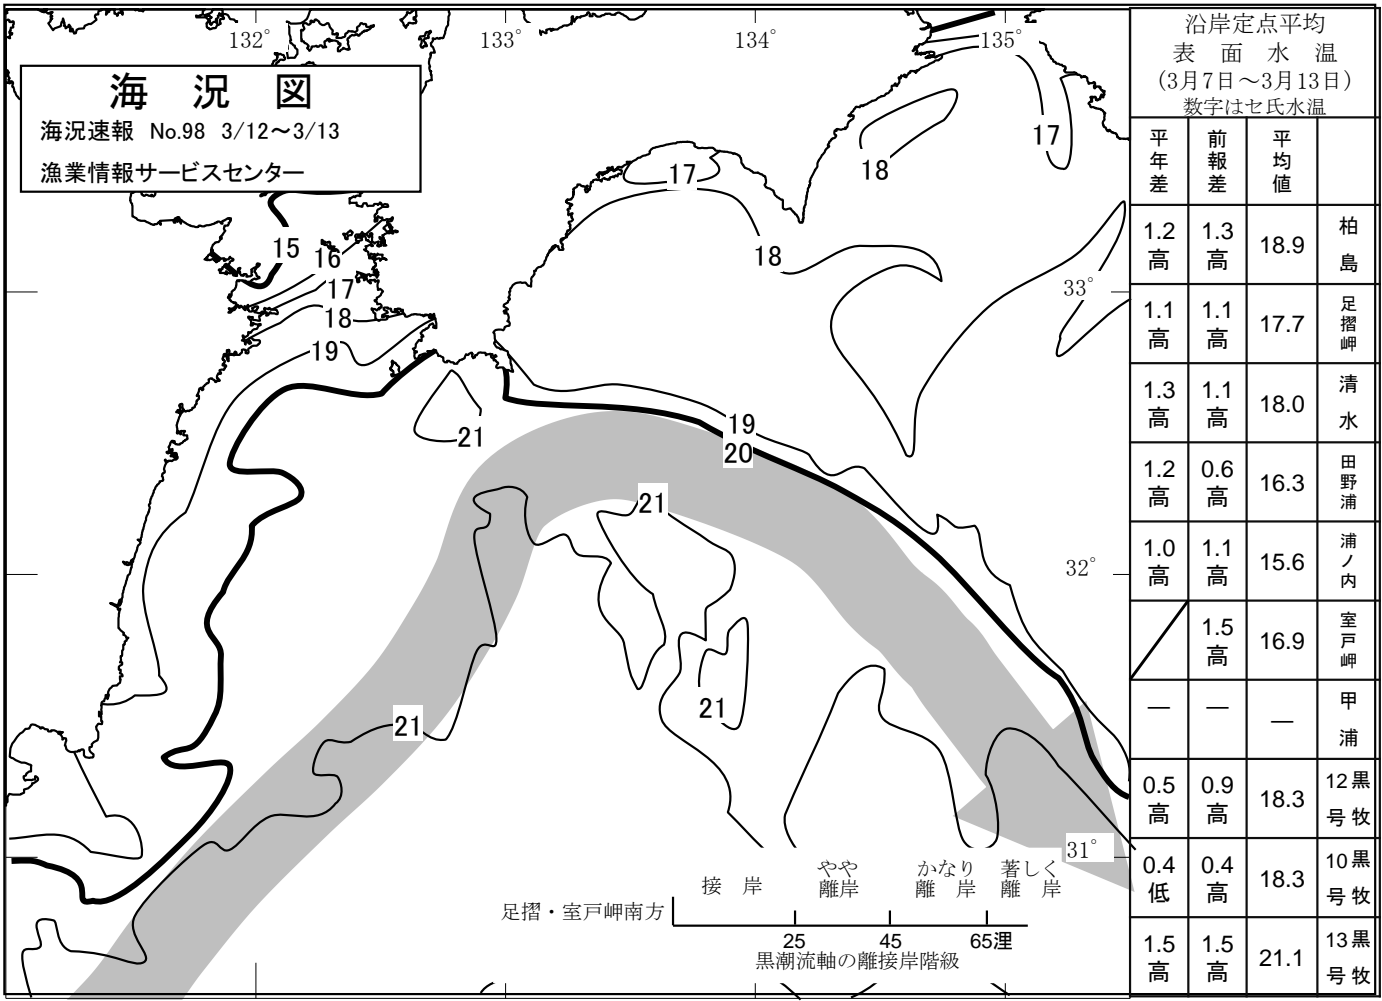 132°
133°
134°
135°
海況図
海況速報 No.98 3/12～3/13
漁業情報サービスセンター
17
18
17
18
15
16
17
18
19
33°
21
19
20
21
32°
21
21
31°
接岸
やや離岸
かなり離岸
著しく離岸
足摺・室戸岬南方
25 45 65浬
黒潮流軸の離接岸階級
沿岸定点平均
表面水温
(3月7日～3月13日)
数字はセ氏水温
平年差 前報差 平均値
1.2高 1.3高 18.9 柏島
1.1高 1.1高 17.7 足摺岬
1.3高 1.1高 18.0 清水
1.2高 0.6高 16.3 田野浦
1.0高 1.1高 15.6 浦ノ内
1.5高 16.9 室戸岬
― ― ― 甲浦
0.5高 0.9高 18.3 黒牧12号
0.4低 0.4高 18.3 黒牧10号
1.5高 1.5高 21.1 黒牧13号